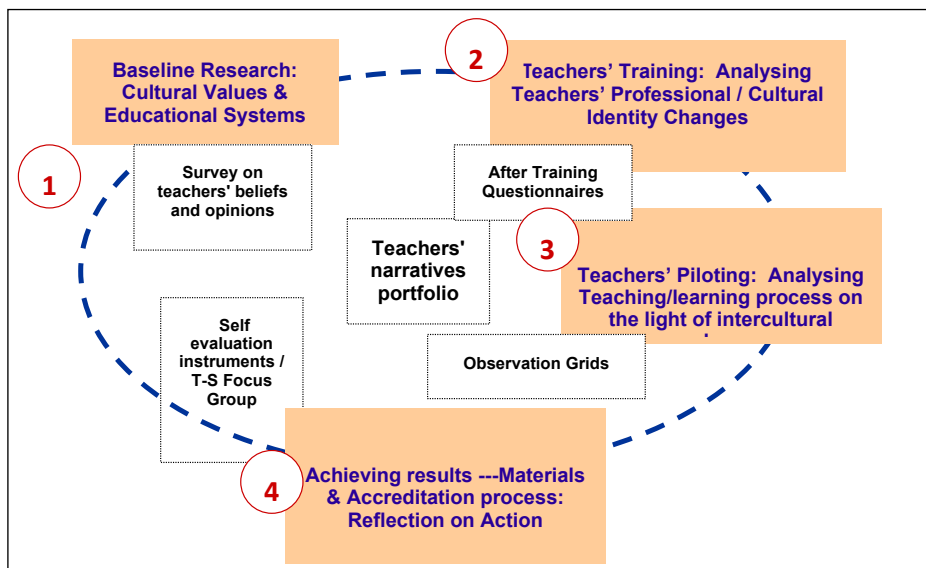 1
Baseline Research:
Cultural Values &
Educational Systems
Survey on
teachers' beliefs
and opinions
2
Teachers' Training: Analysing
Teachers' Professional / Cultural
Identity Changes
After Training
Questionnaires
Teachers'
narratives
portfolio
3
Teachers' Piloting: Analysing
Teaching/learning process on
the light of intercultural
Observation Grids
Self
evaluation
instruments /
T-S Focus
Group
4
Achieving results ---Materials
& Accreditation process:
Reflection on Action